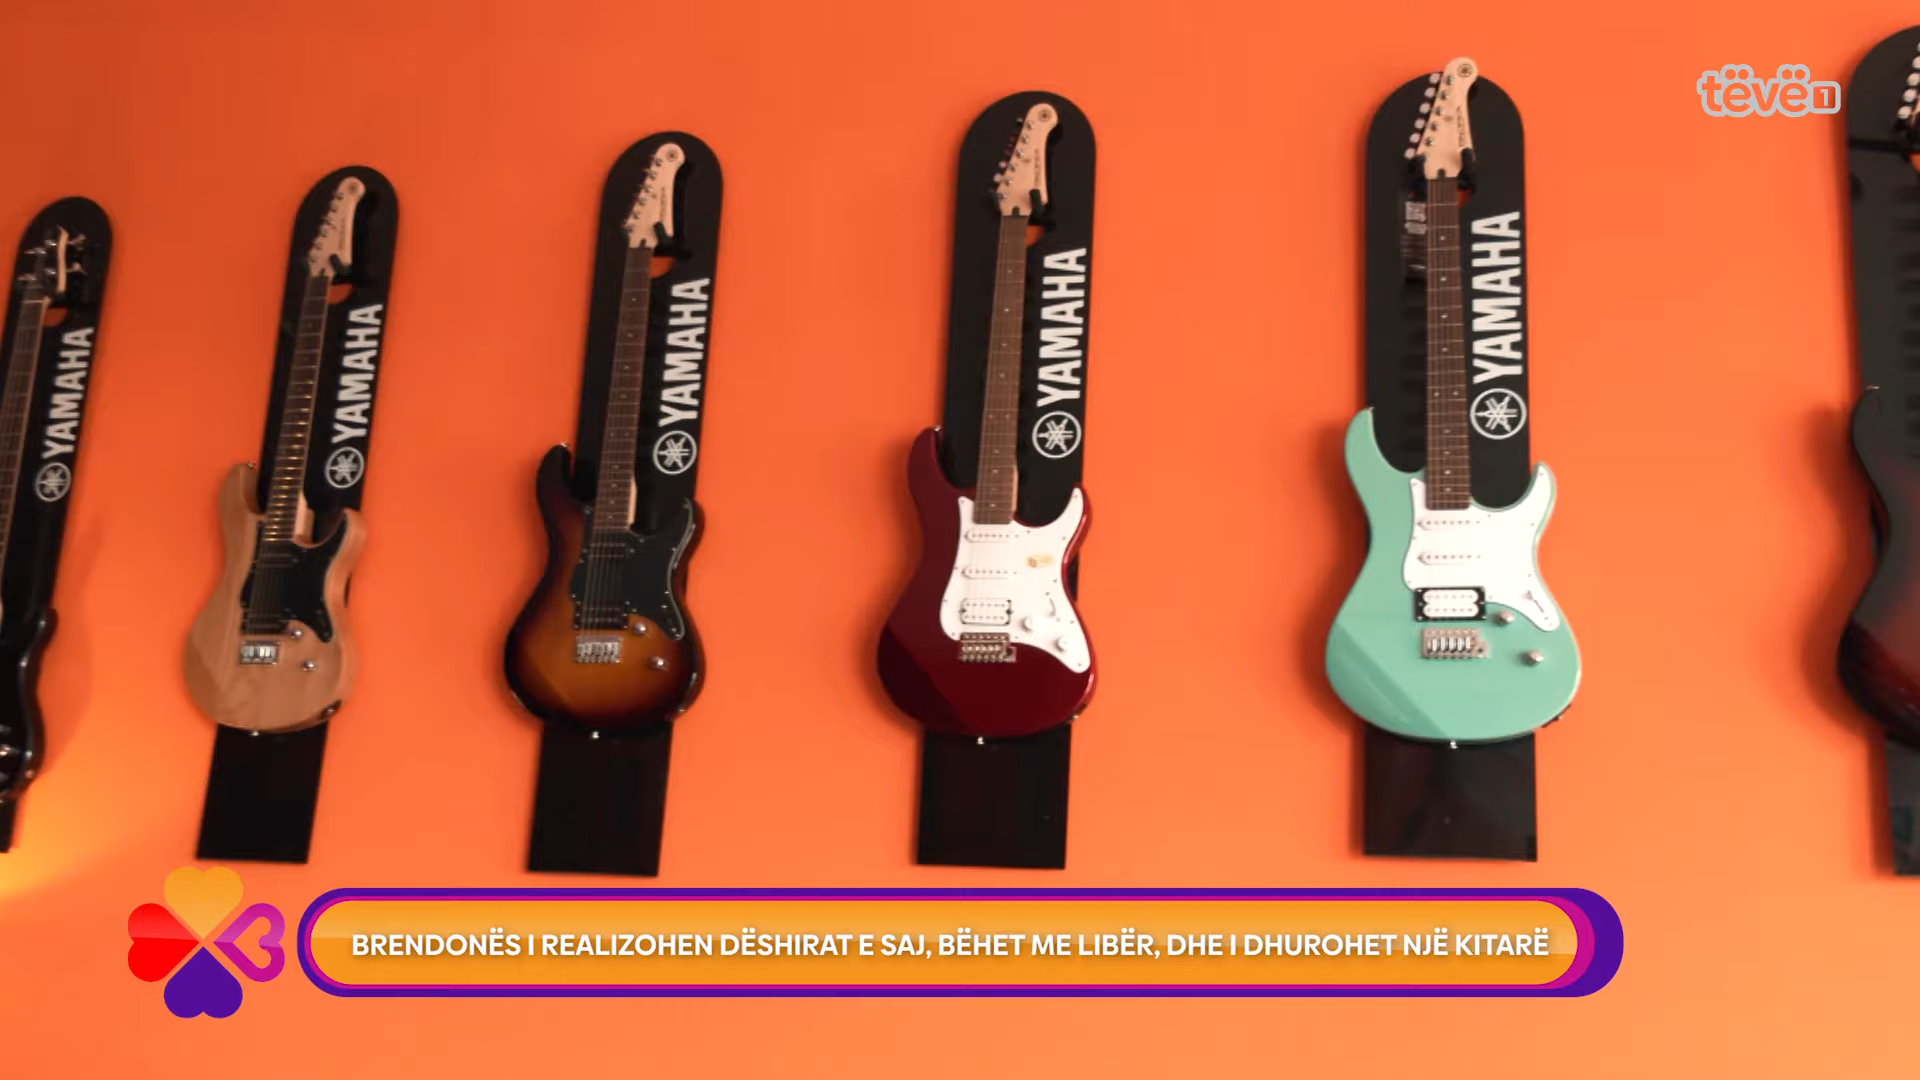 tëvë1
YAMAHA
YAMAHA
YAMAHA
YAMAHA
YAMAHA
BRENDONËS I REALIZOHEN DËSHIRAT E SAJ, BËHET ME LIBËR, DHE I DHUROHET NJË KITARË